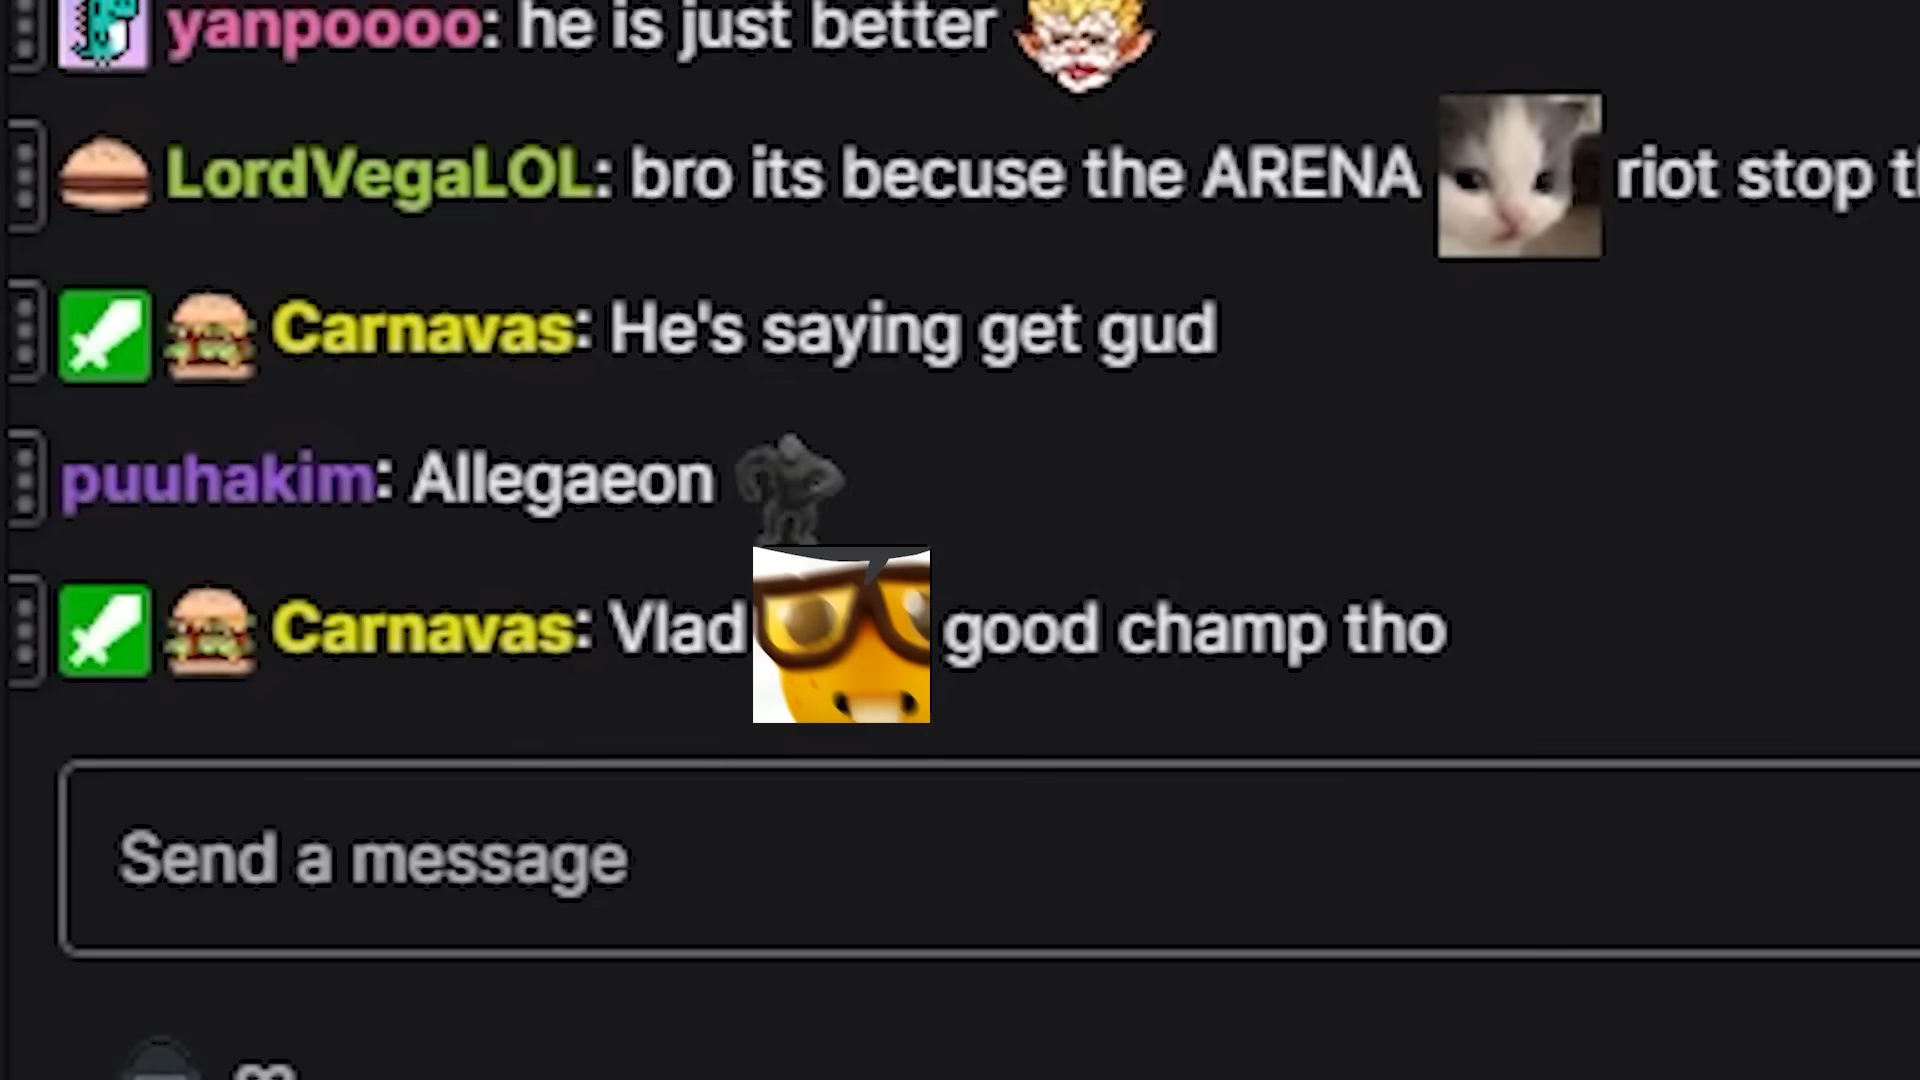 yanpoooo: he is just better
LordVegaLOL: bro its becuse the ARENA riot stop
Carnavas: He's saying get gud
puuhakim: Allegaeon
Carnavas: Vlad good champ tho
Send a message